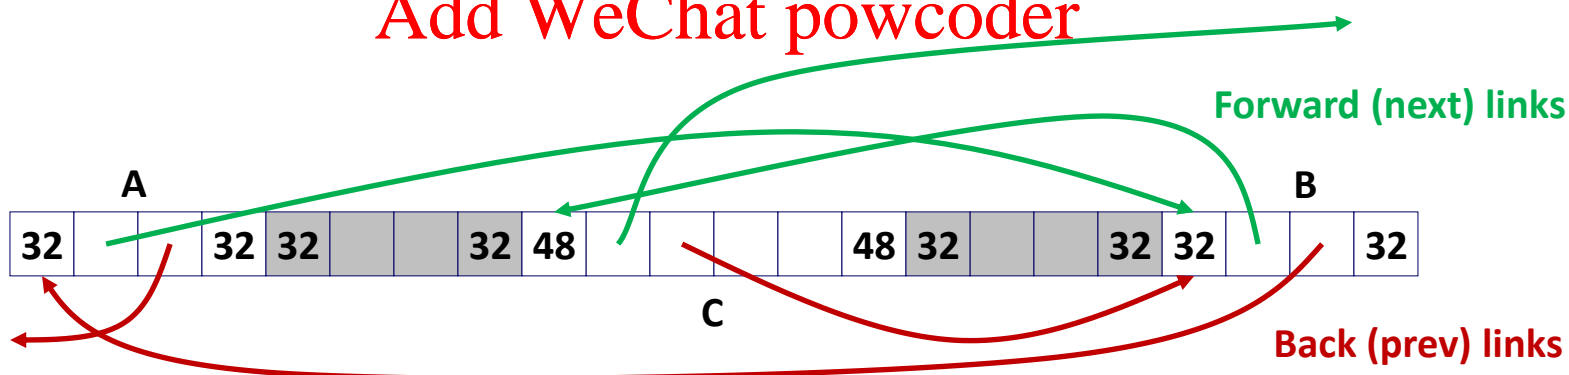 Add WeChat powcoder
Forward (next) links
A
B
32 32 32 32 48 48 32 32 32 32
C
Back (prev) links